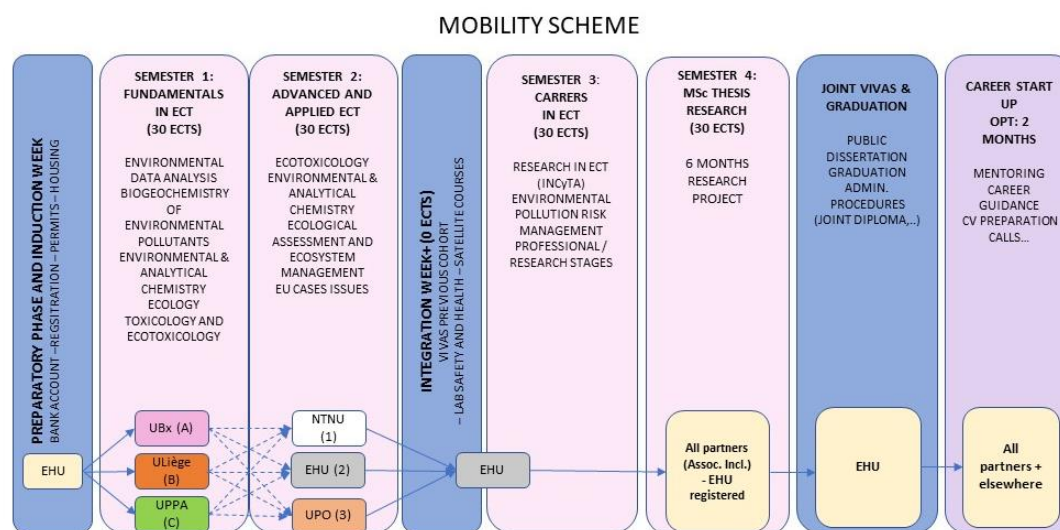 MOBILITY SCHEME
PREPARATORY PHASE AND INDUCTION WEEK
BANK ACCOUNT – REGSITRATION – PERMITS – HOUSING
EHU
SEMESTER 1:
FUNDAMENTALS
IN ECT
(30 ECTS)
ENVIRONMENTAL
DATA ANALYSIS
BIOGEOCHEMISTRY
OF
ENVIRONMENTAL
POLLUTANTS
ENVIRONMENTAL &
ANALYTICAL
CHEMISTRY
ECOLOGY
TOXICOLOGY AND
ECOTOXICOLOGY
UBx (A)
ULiège
(B)
UPPA
(C)
SEMESTER 2:
ADVANCED AND
APPLIED ECT
(30 ECTS)
ECOTOXICOLOGY
ENVIRONMENTAL &
ANALYTICAL
CHEMISTRY
ECOLOGICAL
ASSESSMENT AND
ECOSYSTEM
MANAGEMENT
EU CASES ISSUES
NTNU
(1)
EHU (2)
UPO (3)
INTEGRATION WEEK+ (0 ECTS)
VIVAS PREVIOUS COHORT
– LAB SAFETY AND HEALTH – SATELLITE COURSES
EHU
SEMESTER 3:
CARRERS
IN ECT
(30 ECTS)
RESEARCH IN ECT
(INCyTA)
ENVIRONMENTAL
POLLUTION RISK
MANAGEMENT
PROFESSIONAL /
RESEARCH STAGES
SEMESTER 4:
MSc THESIS
RESEARCH
(30 ECTS)
6 MONTHS
RESEARCH
PROJECT
All partners
(Assoc. Incl.)
- EHU
registered
JOINT VIVAS &
GRADUATION
PUBLIC
DISSERTATION
GRADUATION
ADMIN.
PROCEDURES
(JOINT DIPLOMA,..)
EHU
CAREER START
UP
OPT: 2
MONTHS
MENTORING
CAREER
GUIDANCE
CV PREPARATION
CALLS...
All
partners +
elsewhere